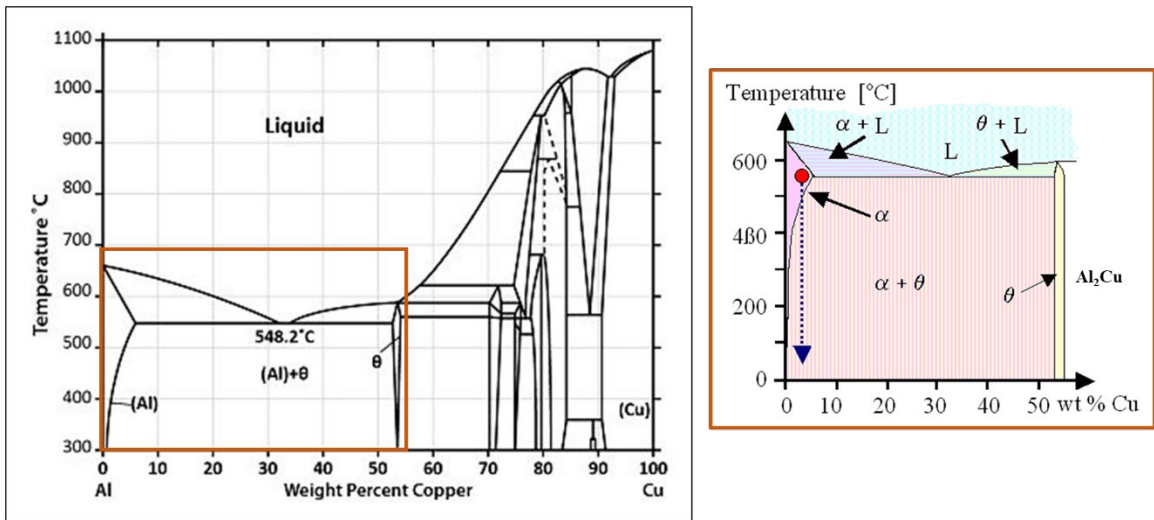 1100
1000
900
800
700
600
500
400
300
Temperature ˚C
Liquid
548.2˚C
(Al)+θ
θ
(Al)
(Cu)
0 10 20 30 40 50 60 70 80 90 100
Al Weight Percent Copper Cu
Temperature [°C]
α + L
θ + L
L
600
α
480
α + θ
θ
Al₂Cu
200
0
0 10 20 30 40 50 wt % Cu